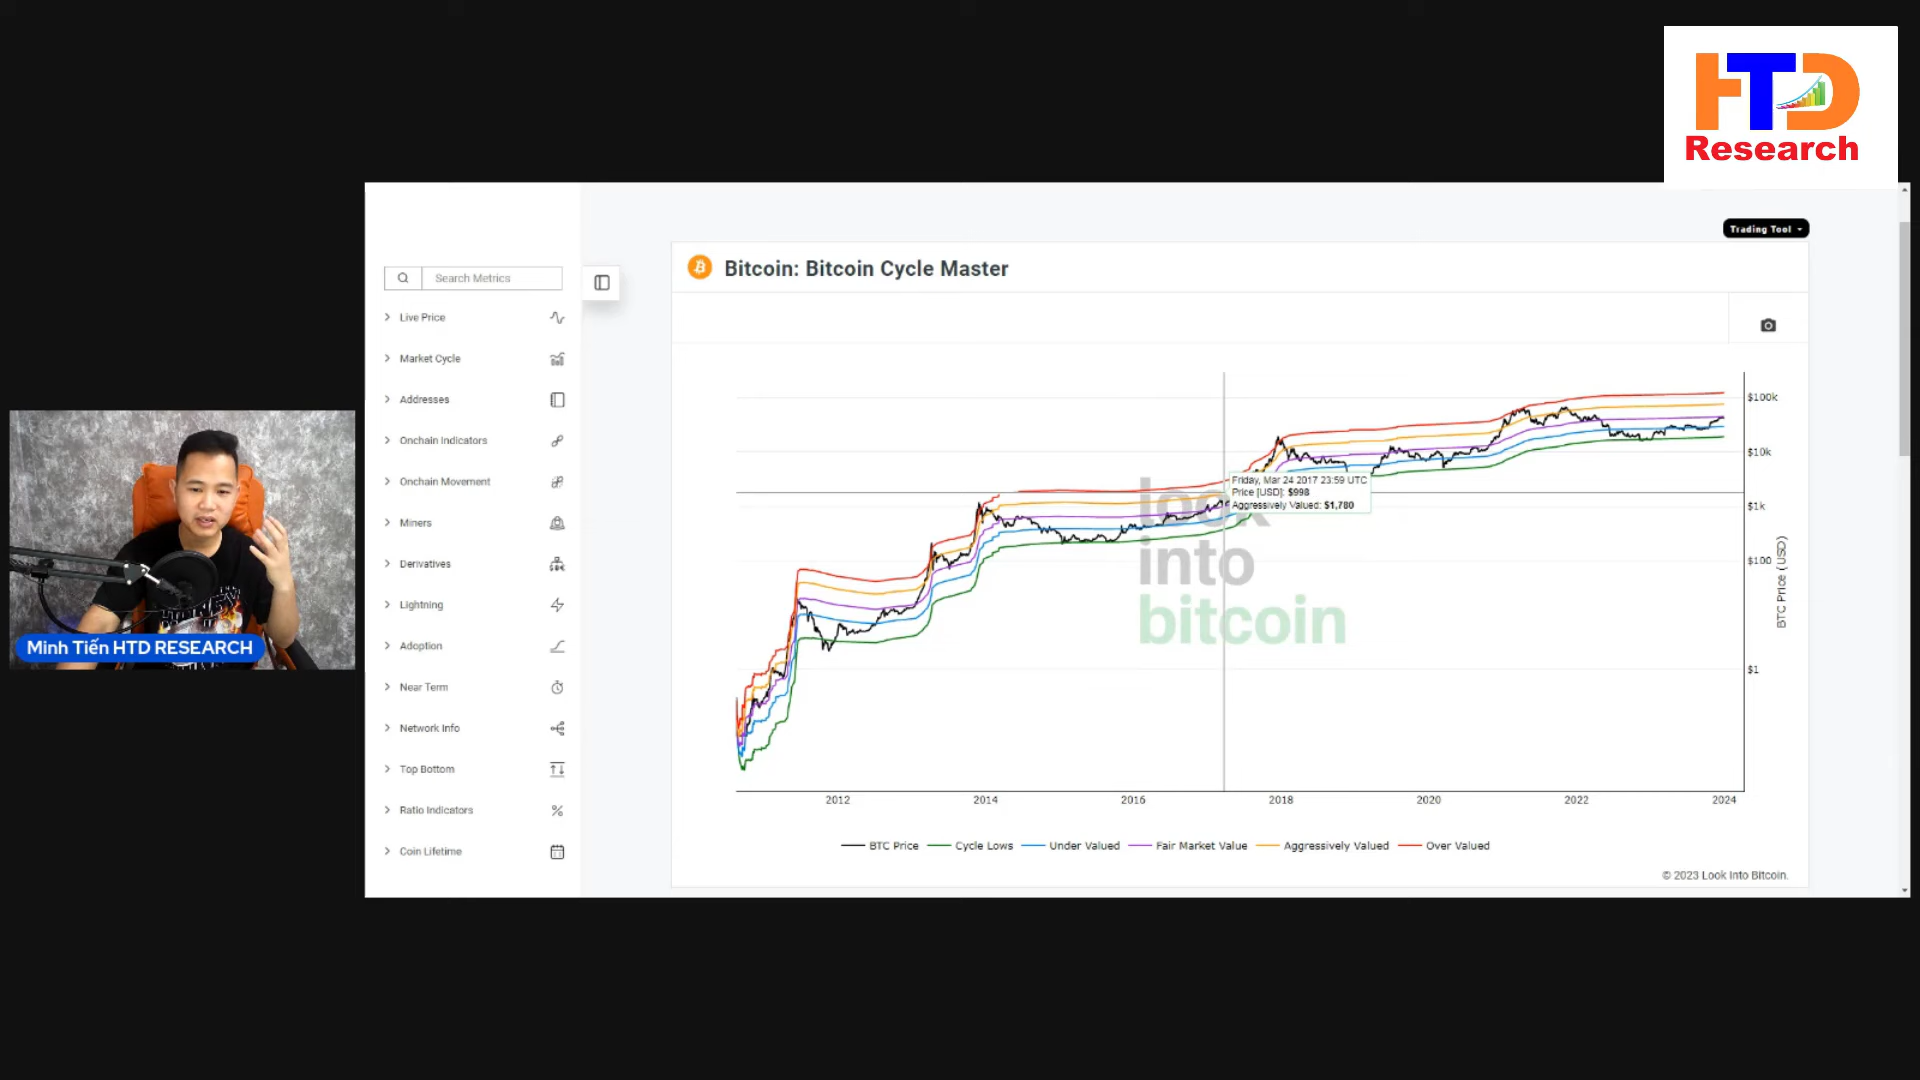 HTD
Research
Trading Tool
Bitcoin: Bitcoin Cycle Master
Search Metrics
Live Price
Market Cycle
Addresses
Onchain Indicators
Onchain Movement
Miners
Derivatives
Lightning
Adoption
Near Term
Network Info
Top Bottom
Ratio Indicators
Coin Lifetime
$100k
$10k
$1k
$100
$1
BTC Price (USD)
Friday, Mar 24 2017 23:59 UTC
Price [USD]: $998
Aggressively Valued: $1,780
look
into
bitcoin
2012
2014
2016
2018
2020
2022
2024
BTC Price
Cycle Lows
Under Valued
Fair Market Value
Aggressively Valued
Over Valued
© 2023 Look Into Bitcoin.
Minh Tiến HTD RESEARCH